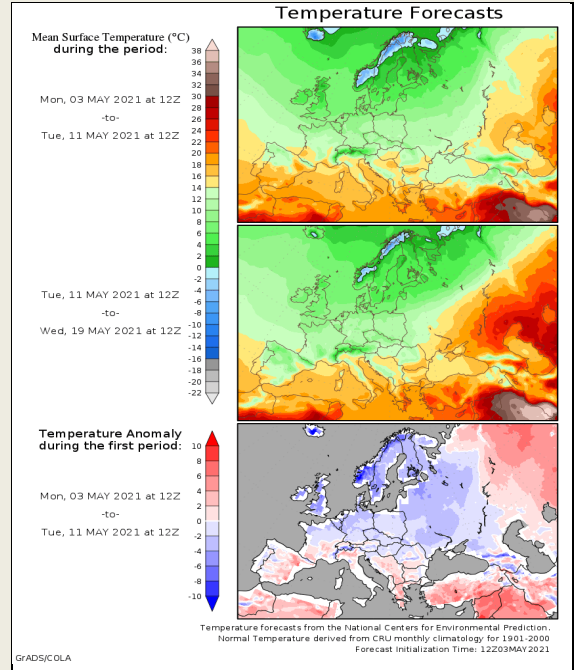 Temperature Forecasts
Mean Surface Temperature (°C)
during the period:
Mon, 03 MAY 2021 at 12Z
-to-
Tue, 11 MAY 2021 at 12Z
38
36
34
32
30
28
26
24
22
20
18
16
14
12
10
8
6
4
2
0
-2
-4
-6
-8
-10
-12
-14
-16
-18
-20
-22
Tue, 11 MAY 2021 at 12Z
-to-
Wed, 19 MAY 2021 at 12Z
Temperature Anomaly
during the first period:
Mon, 03 MAY 2021 at 12Z
-to-
Tue, 11 MAY 2021 at 12Z
10
8
6
4
2
0
-2
-4
-6
-8
-10
Temperature forecasts from the National Centers for Environmental Prediction.
Normal Temperature derived from CRU monthly climatology for 1901-2000
Forecast Initialization Time: 12Z03MAY2021
GrADS/COLA